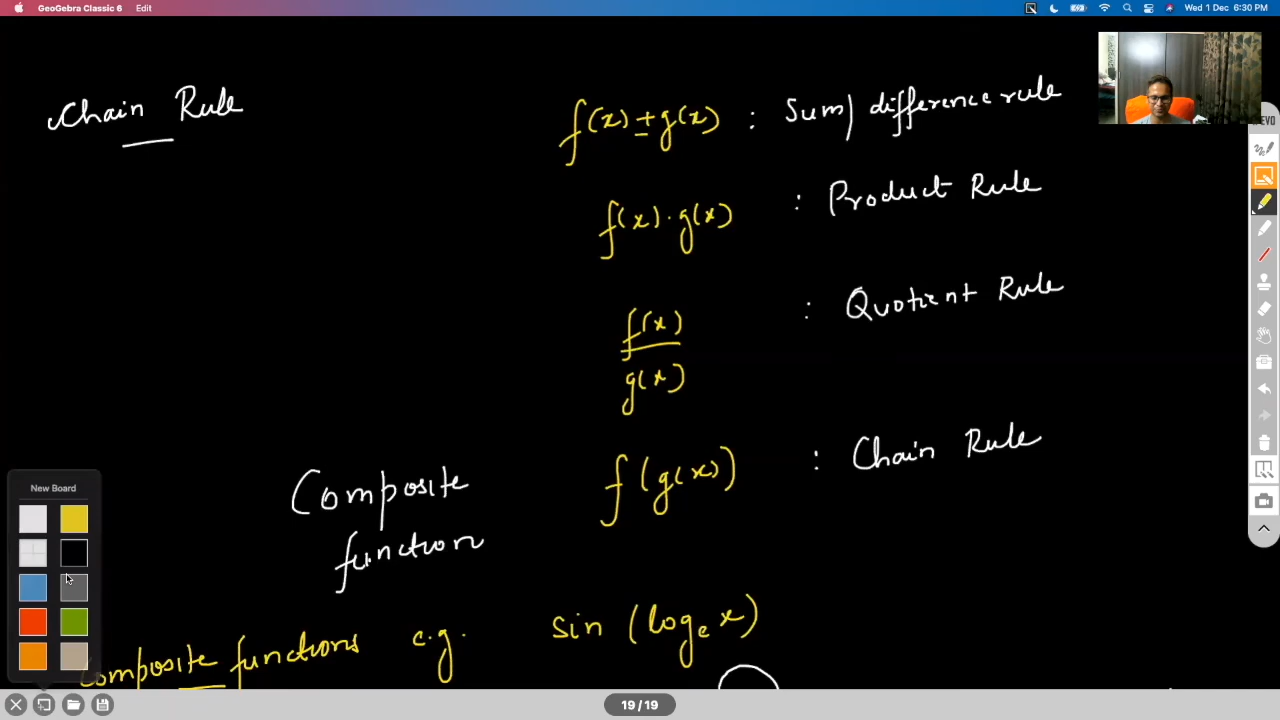 GeoGebra Classic 6 Edit
Wed 1 Dec 6:30 PM
Chain Rule
f(x) ± g(x) : Sum/difference rule
f(x) · g(x) : Product Rule
f(x)
g(x)
: Quotient Rule
f(g(x)) : Chain Rule
Composite
function
New Board
Composite functions e.g. sin (logₑ x)
19 / 19